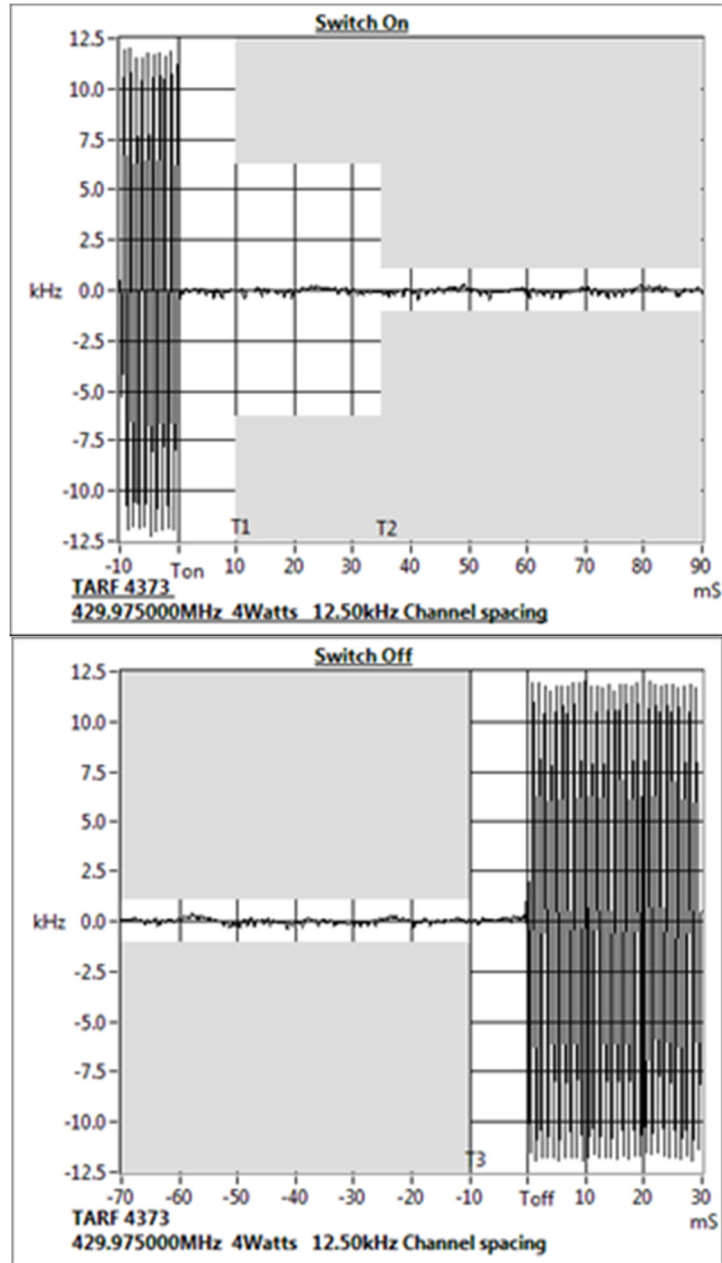 Switch On
12.5
10.0
7.5
5.0
2.5
kHz 0.0
-2.5
-5.0
-7.5
-10.0
-12.5
T1 T2
-10 Ton 10 20 30 40 50 60 70 80 90
mS
TARF 4373
429.975000MHz 4Watts 12.50kHz Channel spacing
Switch Off
12.5
10.0
7.5
5.0
2.5
kHz 0.0
-2.5
-5.0
-7.5
-10.0
-12.5
T3
-70 -60 -50 -40 -30 -20 -10 Toff 10 20 30
mS
TARF 4373
429.975000MHz 4Watts 12.50kHz Channel spacing